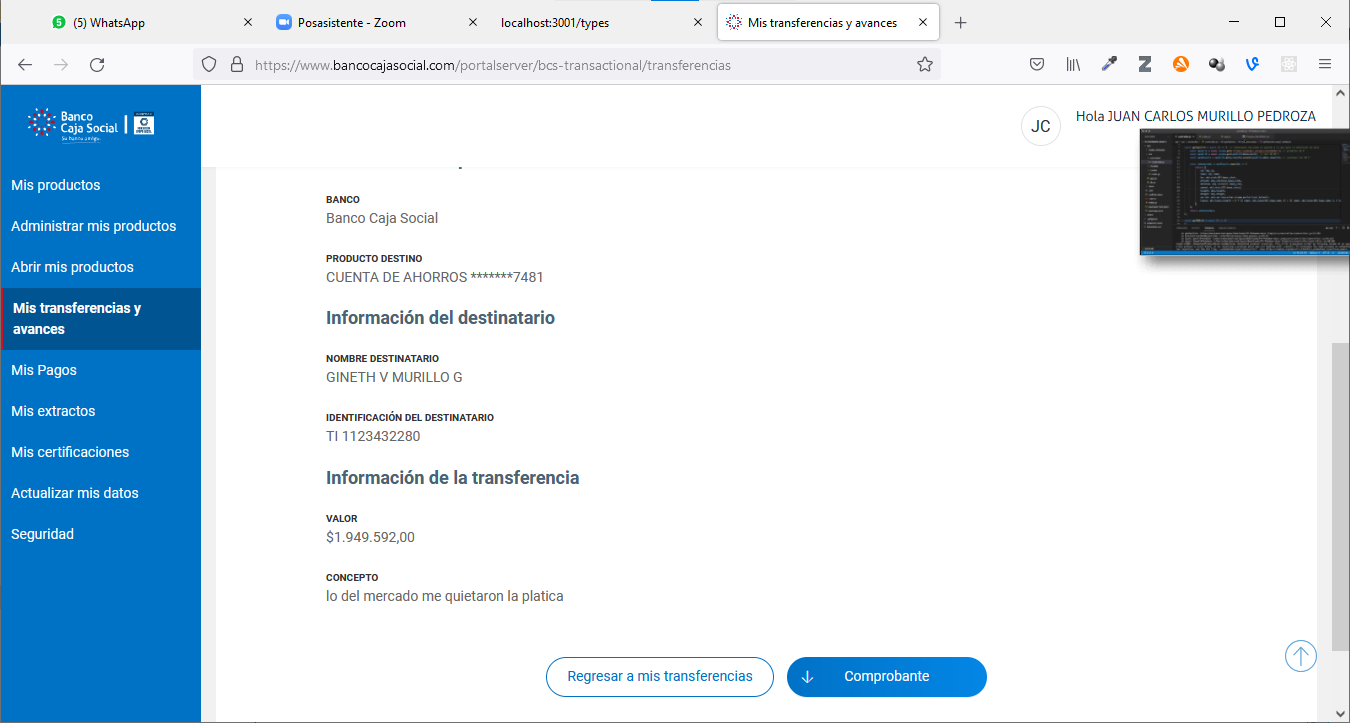 (5) WhatsApp
Posasistente - Zoom
localhost:3001/types
Mis transferencias y avances
https://www.bancocajasocial.com/portalserver/bcs-transactional/transferencias
Banco
Caja Social
Su banco amigo
JC
Hola JUAN CARLOS MURILLO PEDROZA
Mis productos
Administrar mis productos
Abrir mis productos
Mis transferencias y
avances
Mis Pagos
Mis extractos
Mis certificaciones
Actualizar mis datos
Seguridad
BANCO
Banco Caja Social
PRODUCTO DESTINO
CUENTA DE AHORROS *******7481
Información del destinatario
NOMBRE DESTINATARIO
GINETH V MURILLO G
IDENTIFICACIÓN DEL DESTINATARIO
TI 1123432280
Información de la transferencia
VALOR
$1.949.592,00
CONCEPTO
lo del mercado me quietaron la platica
Regresar a mis transferencias
Comprobante